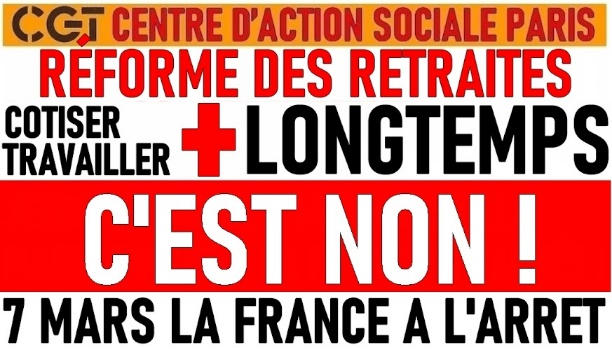 CGT CENTRE D'ACTION SOCIALE PARIS
RÉFORME DES RETRAITES
COTISER
TRAVAILLER + LONGTEMPS
C'EST NON !
7 MARS LA FRANCE A L'ARRET